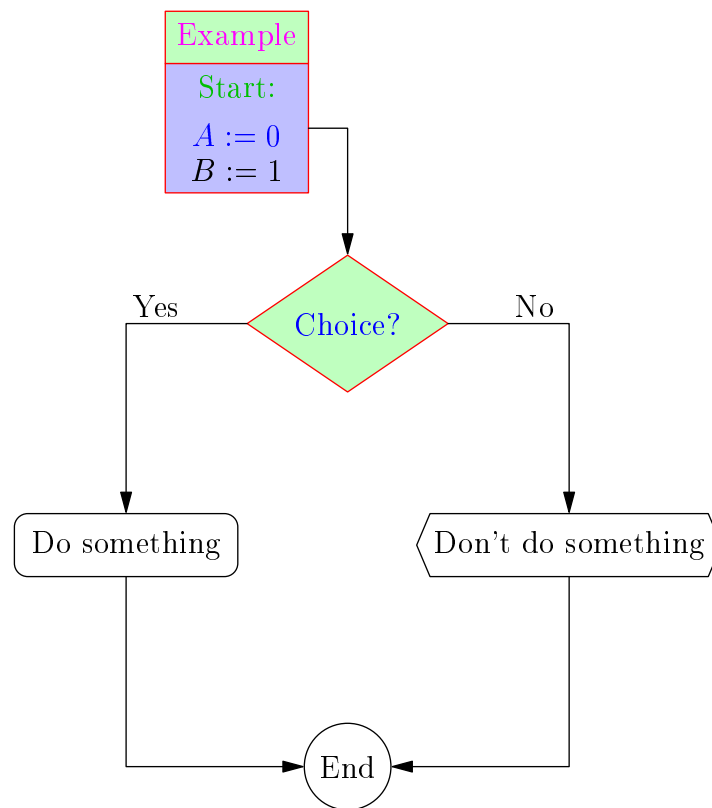 Example
Start:
A := 0
B := 1
Yes
Choice?
No
Do something
Don't do something
End